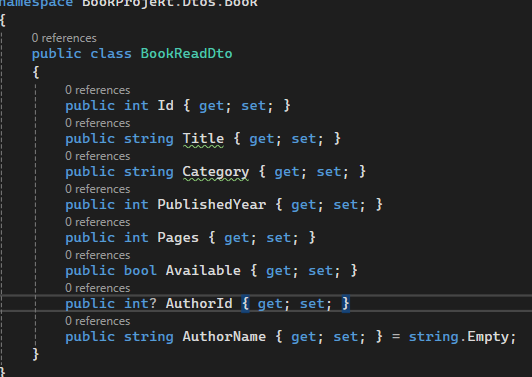 namespace BookProjekt.Dtos.Book
{
0 references
public class BookReadDto
{
0 references
public int Id { get; set; }
0 references
public string Title { get; set; }
0 references
public string Category { get; set; }
0 references
public int PublishedYear { get; set; }
0 references
public int Pages { get; set; }
0 references
public bool Available { get; set; }
0 references
public int? AuthorId { get; set; }
0 references
public string AuthorName { get; set; } = string.Empty;
}
}